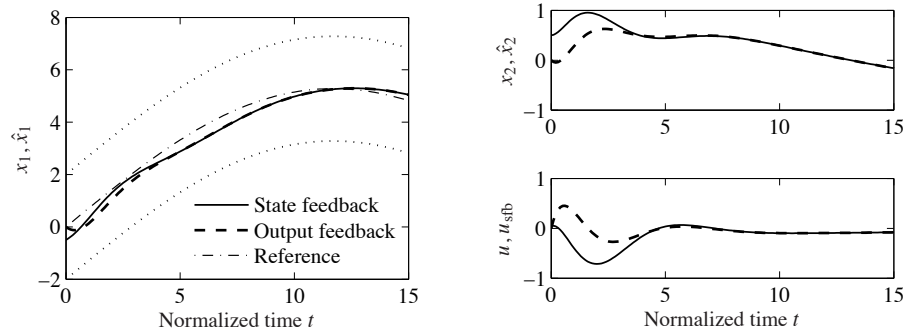 8
6
4
2
0
−2
x₁, x̂₁
State feedback
Output feedback
Reference
0 5 10 15
Normalized time t
1
0
−1
x₂, x̂₂
0 5 10 15
1
0
−1
u, u_sfb
0 5 10 15
Normalized time t